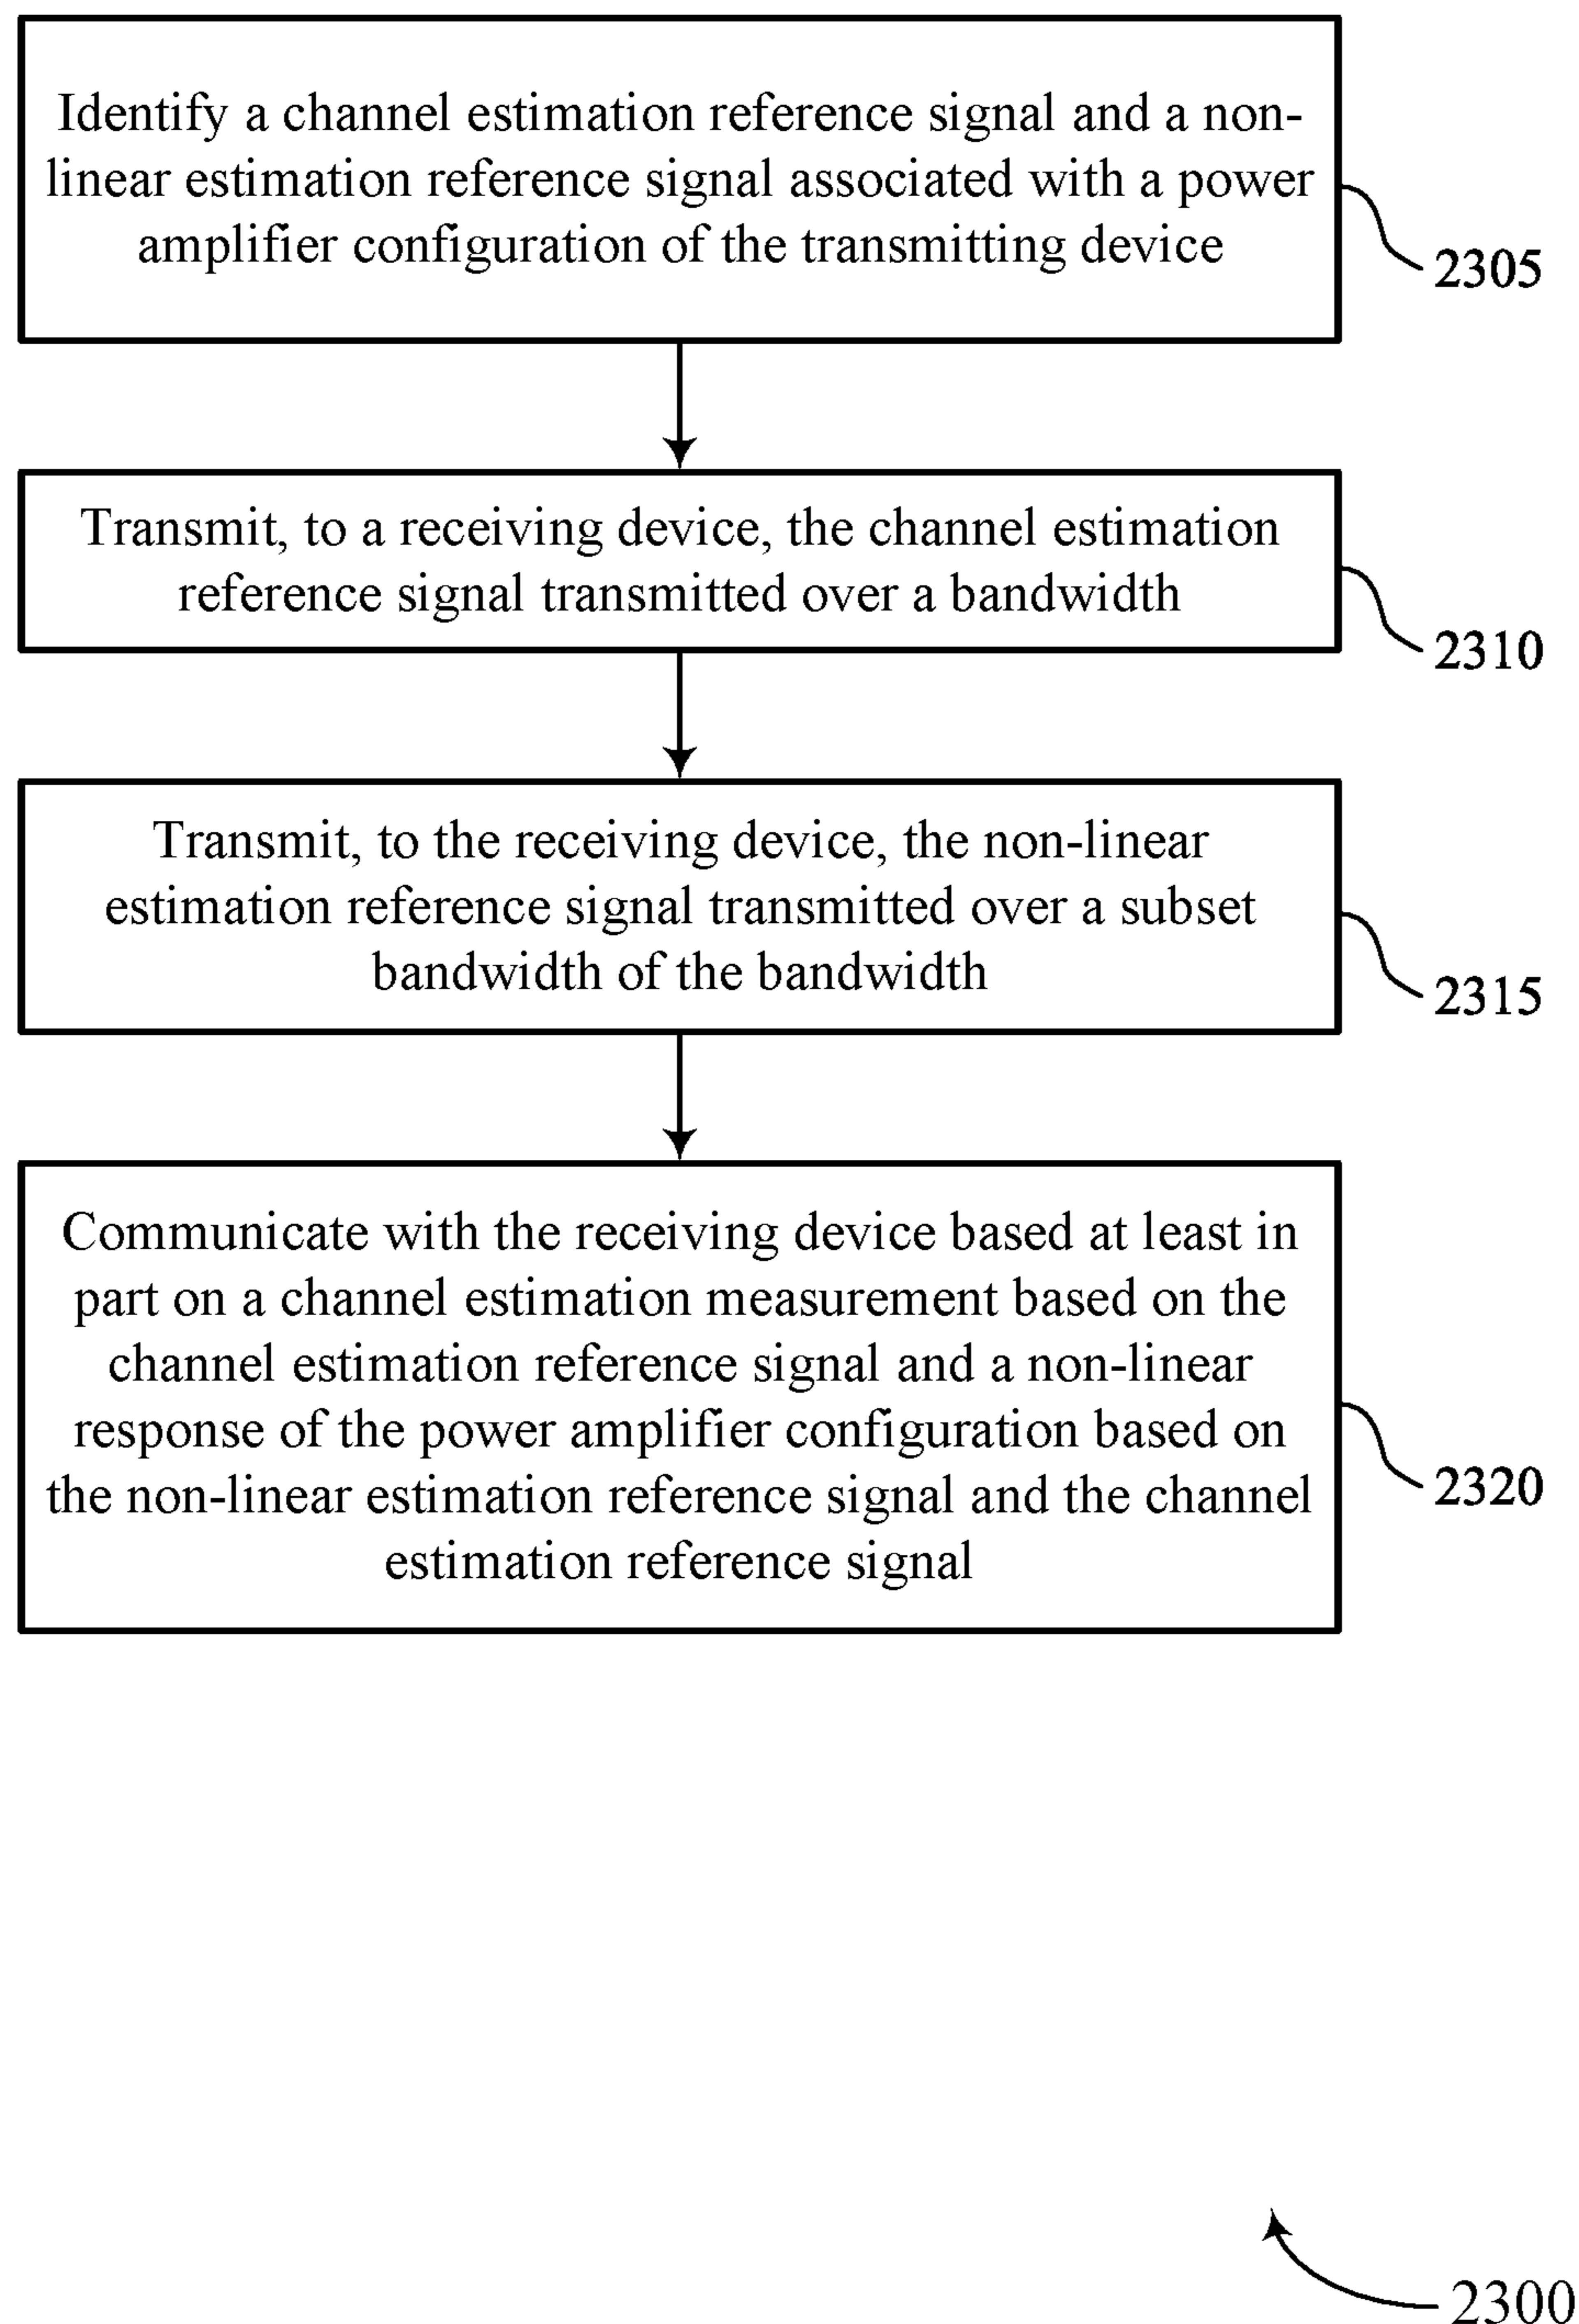 Identify a channel estimation reference signal and a non-
linear estimation reference signal associated with a power
amplifier configuration of the transmitting device
2305
Transmit, to a receiving device, the channel estimation
reference signal transmitted over a bandwidth
2310
Transmit, to the receiving device, the non-linear
estimation reference signal transmitted over a subset
bandwidth of the bandwidth
2315
Communicate with the receiving device based at least in
part on a channel estimation measurement based on the
channel estimation reference signal and a non-linear
response of the power amplifier configuration based on
the non-linear estimation reference signal and the channel
estimation reference signal
2320
2300